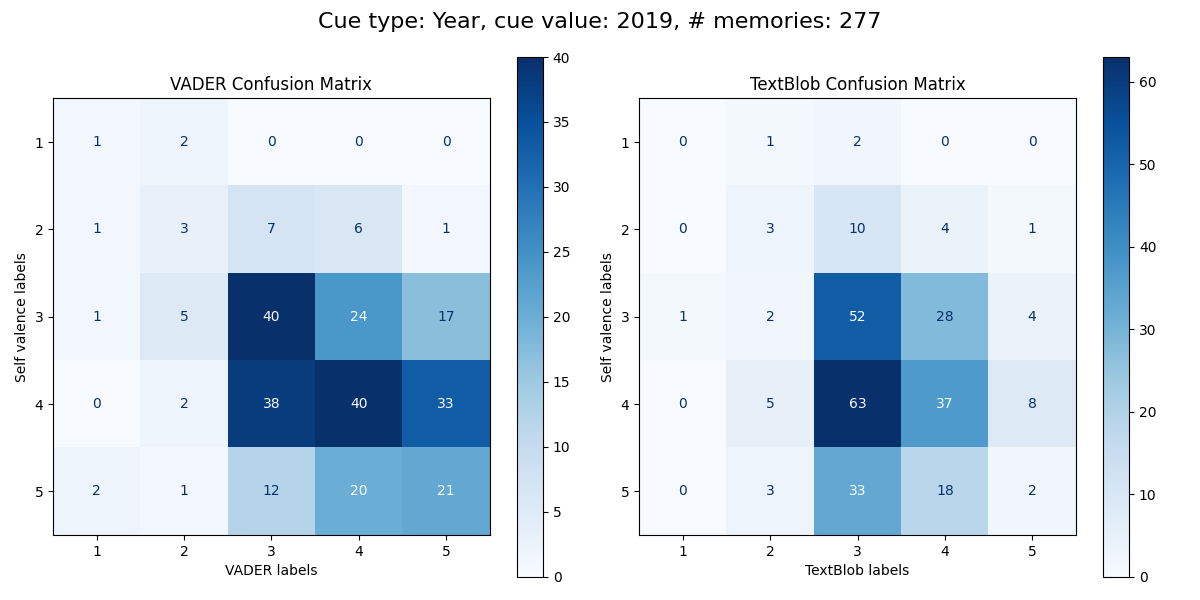 Cue type: Year, cue value: 2019, # memories: 277
VADER Confusion Matrix
Self valence labels
1 1 2 0 0 0
2 1 3 7 6 1
3 1 5 40 24 17
4 0 2 38 40 33
5 2 1 12 20 21
1 2 3 4 5
VADER labels
40
35
30
25
20
15
10
5
0
TextBlob Confusion Matrix
Self valence labels
1 0 1 2 0 0
2 0 3 10 4 1
3 1 2 52 28 4
4 0 5 63 37 8
5 0 3 33 18 2
1 2 3 4 5
TextBlob labels
60
50
40
30
20
10
0